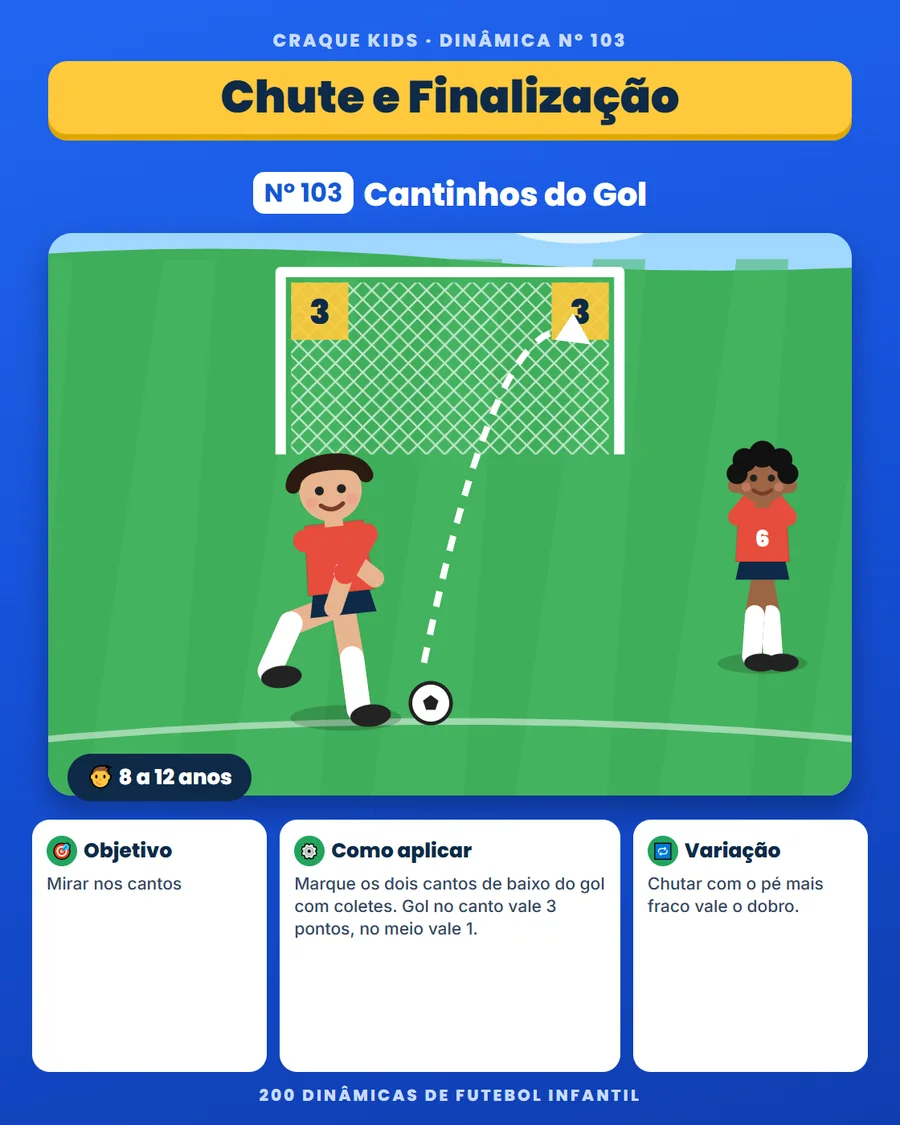 CRAQUE KIDS · DINÂMICA Nº 103
Chute e Finalização
Nº 103 Cantinhos do Gol
3
3
6
8 a 12 anos
Objetivo
Mirar nos cantos
Como aplicar
Marque os dois cantos de baixo do gol
com coletes. Gol no canto vale 3
pontos, no meio vale 1.
Variação
Chutar com o pé mais
fraco vale o dobro.
200 DINÂMICAS DE FUTEBOL INFANTIL